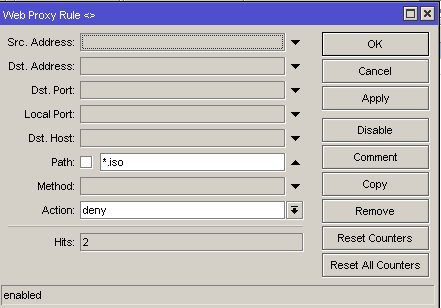 Web Proxy Rule <>
Src. Address:
OK
Dst. Address:
Cancel
Dst. Port:
Apply
Local Port:
Disable
Dst. Host:
Comment
Path: *.iso
Method:
Copy
Action: deny
Remove
Hits: 2
Reset Counters
Reset All Counters
enabled